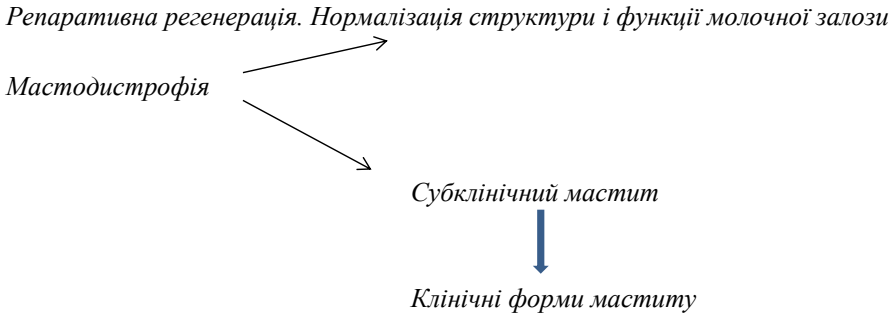 Репаративна регенерація. Нормалізація структури і функції молочної залози
Мастодистрофія
Субклінічний мастит
Клінічні форми маститу